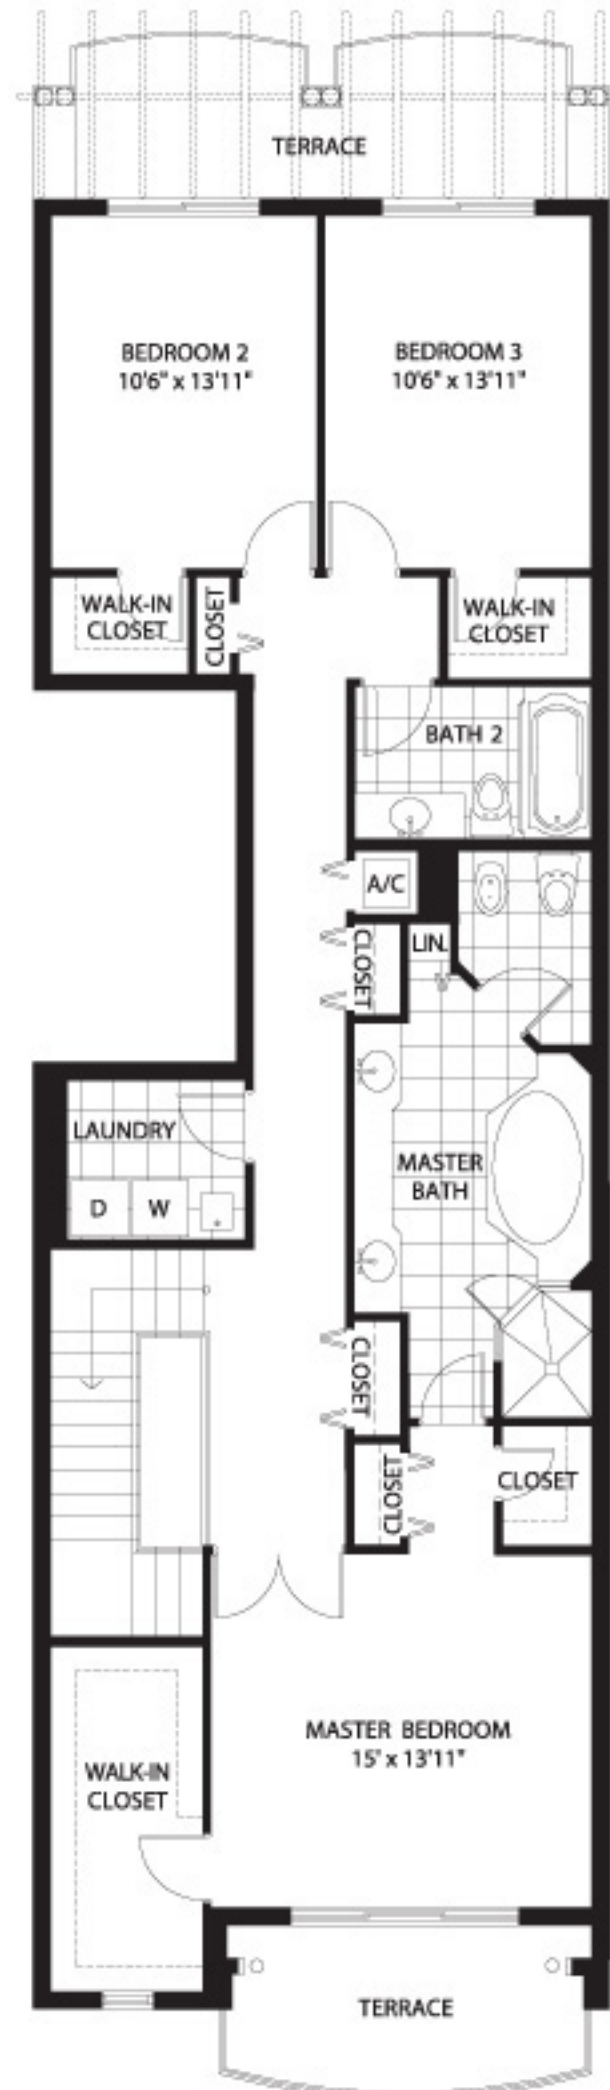 TERRACE
BEDROOM 2
10'6" x 13'11"
BEDROOM 3
10'6" x 13'11"
WALK-IN
CLOSET
CLOSET
WALK-IN
CLOSET
BATH 2
A/C
CLOSET
LIN.
LAUNDRY
D
W
MASTER
BATH
CLOSET
CLOSET
CLOSET
MASTER BEDROOM
15' x 13'11"
WALK-IN
CLOSET
TERRACE